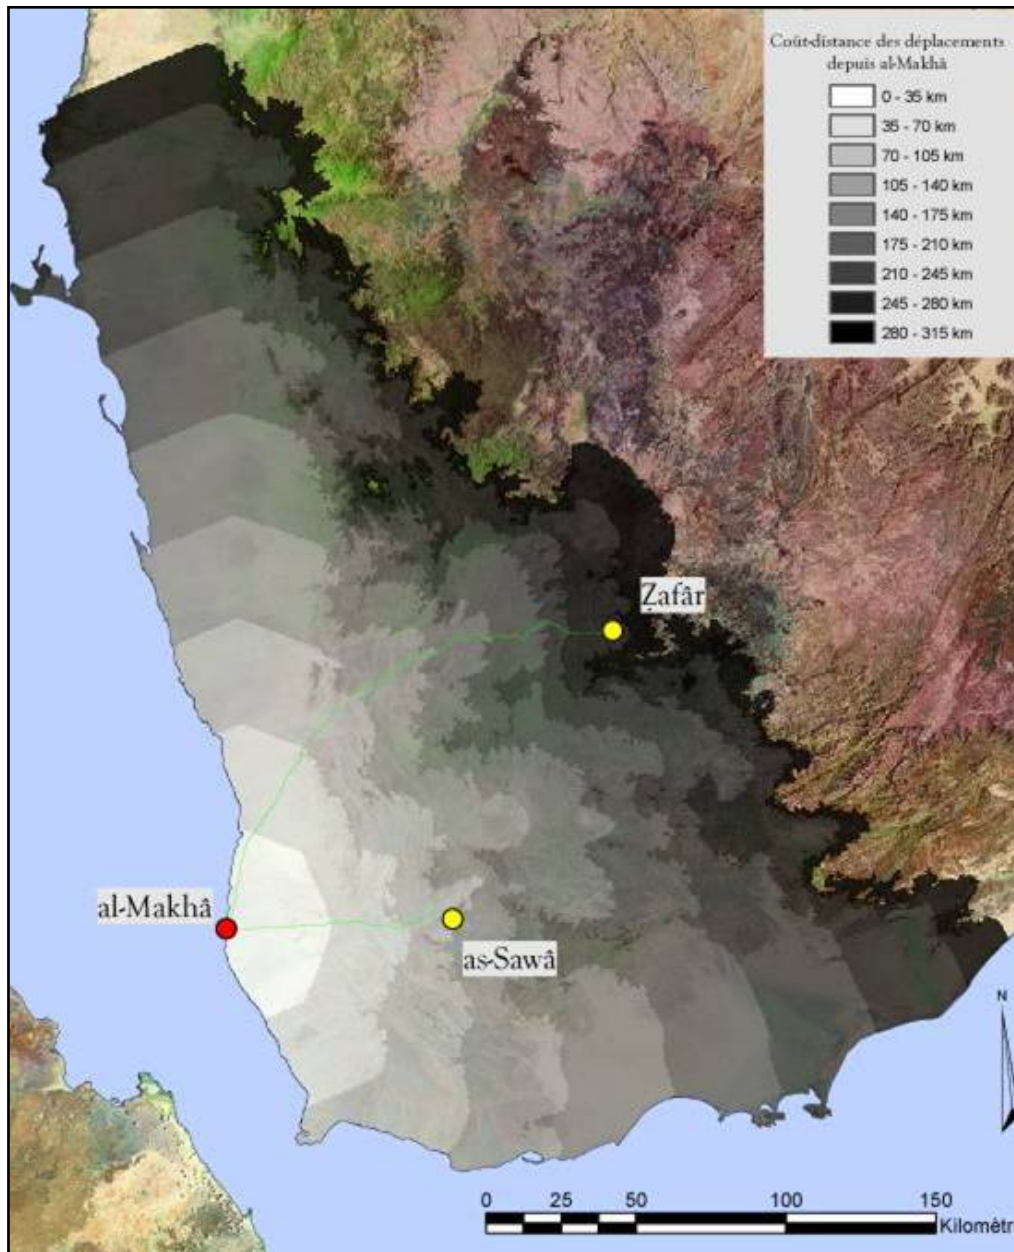 Coût-distance des déplacements
depuis al-Makhâ
0 - 35 km
35 - 70 km
70 - 105 km
105 - 140 km
140 - 175 km
175 - 210 km
210 - 245 km
245 - 280 km
280 - 315 km
Ẓafâr
al-Makhâ
as-Sawâ
N
0 25 50 100 150
Kilomètr